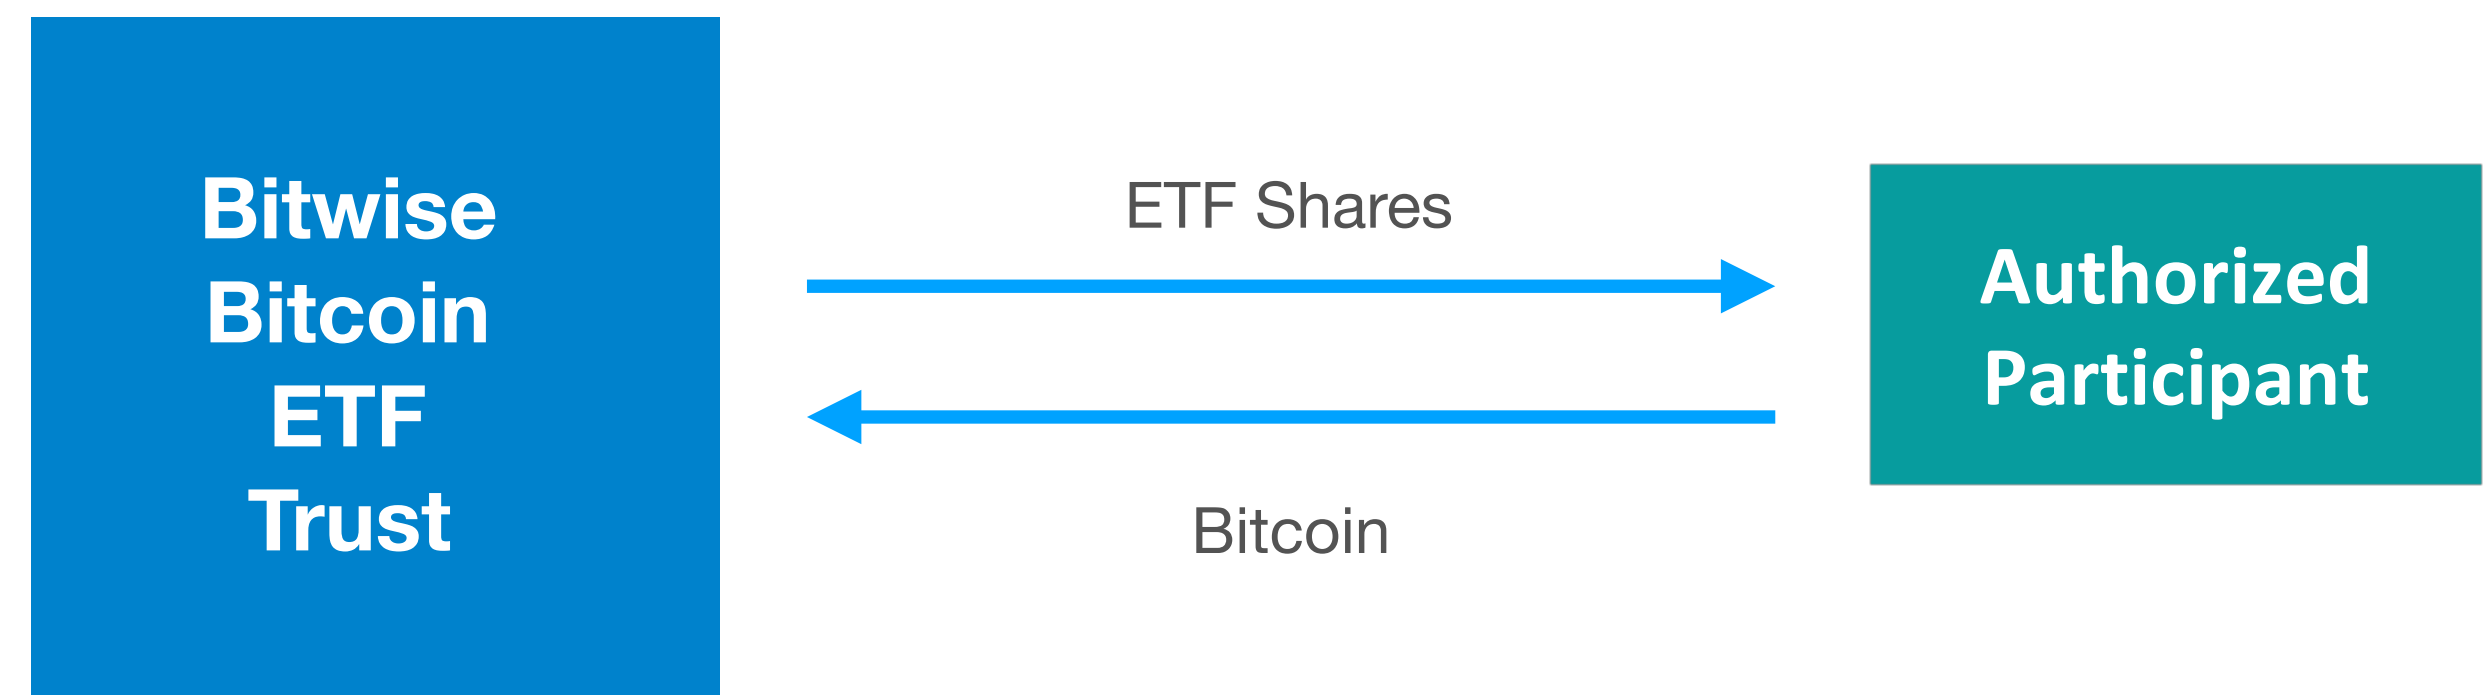 Bitwise
Bitcoin
ETF
Trust
ETF Shares
Bitcoin
Authorized
Participant